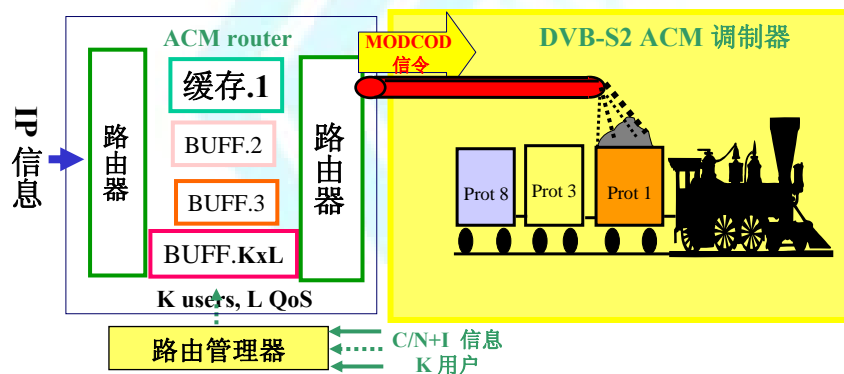 ACM router
MODCOD
信令
DVB-S2 ACM 调制器
IP 信息
路由器
缓存.1
BUFF.2
BUFF.3
BUFF.KxL
路由器
Prot 8
Prot 3
Prot 1
K users, L QoS
路由管理器
C/N+I 信息
K 用户